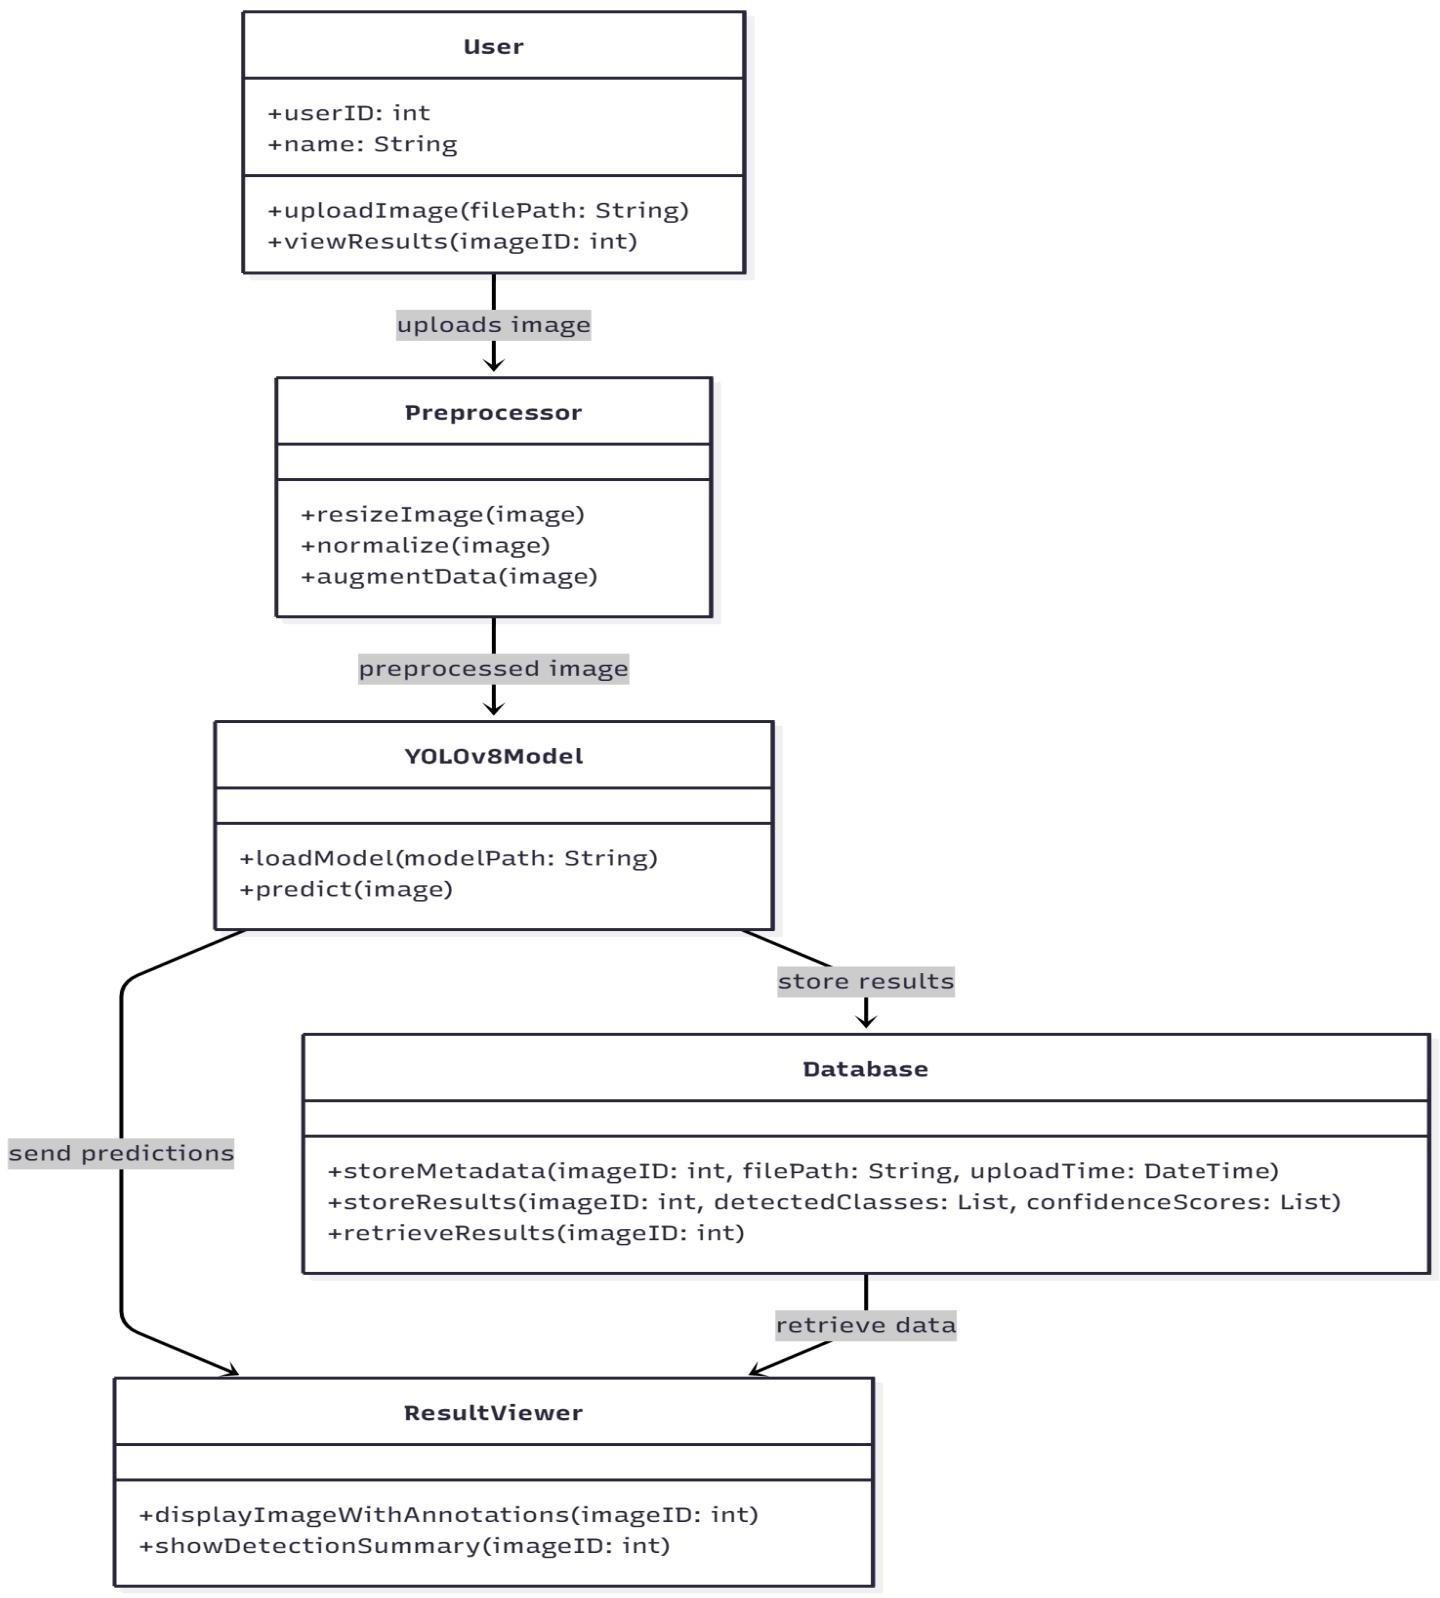 User
+userID: int
+name: String
+uploadImage(filePath: String)
+viewResults(imageID: int)
uploads image
Preprocessor
+resizeImage(image)
+normalize(image)
+augmentData(image)
preprocessed image
YOLOv8Model
+loadModel(modelPath: String)
+predict(image)
store results
Database
send predictions
+storeMetadata(imageID: int, filePath: String, uploadTime: DateTime)
+storeResults(imageID: int, detectedClasses: List, confidenceScores: List)
+retrieveResults(imageID: int)
retrieve data
ResultViewer
+displayImageWithAnnotations(imageID: int)
+showDetectionSummary(imageID: int)